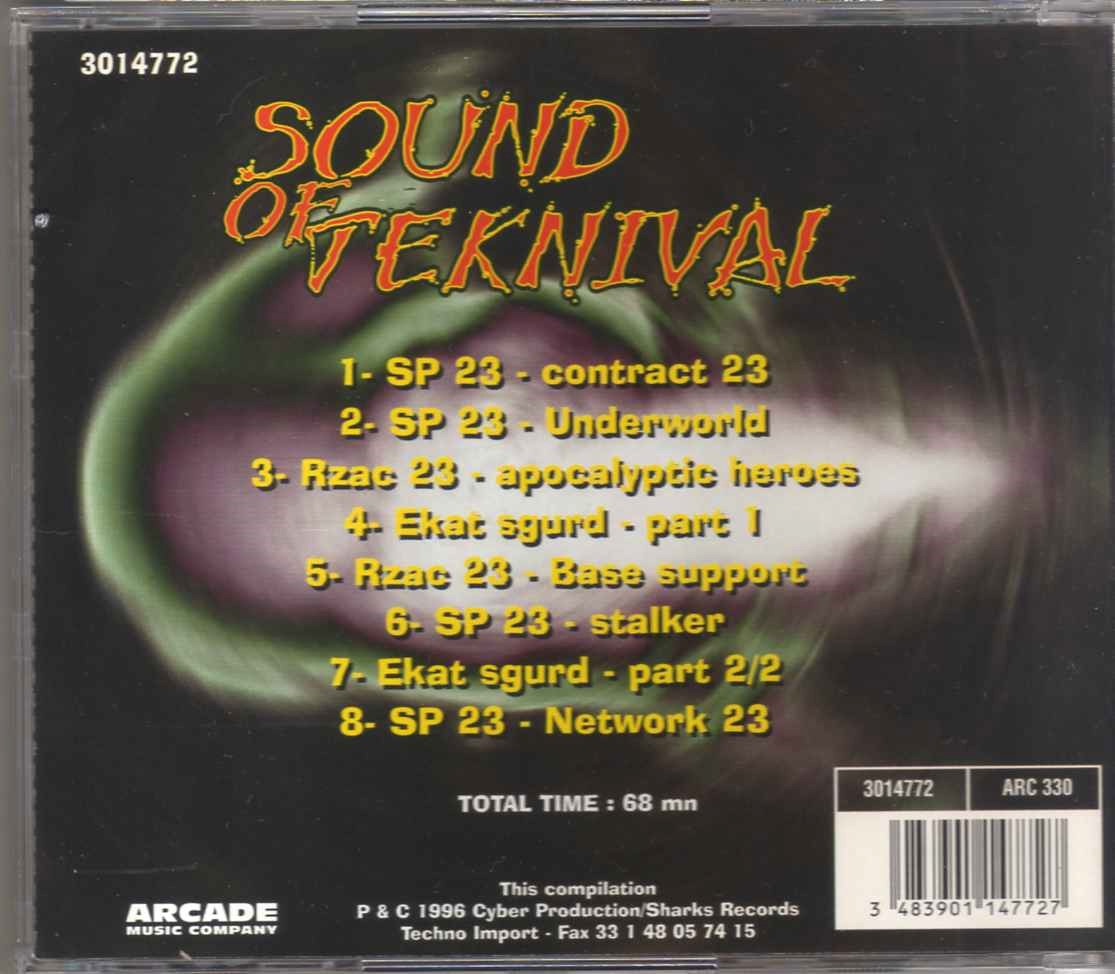 3014772
SOUND
OF TEKNIVAL
1- SP 23 - contract 23
2- SP 23 - Underworld
3- Rzac 23 - apocalyptic heroes
4- Ekat sgurd - part 1
5- Rzac 23 - Base support
6- SP 23 - stalker
7- Ekat sgurd - part 2/2
8- SP 23 - Network 23
TOTAL TIME : 68 mn
3014772 ARC 330
3 483901 147727
This compilation
P & C 1996 Cyber Production/Sharks Records
Techno Import - Fax 33 1 48 05 74 15
ARCADE
MUSIC COMPANY